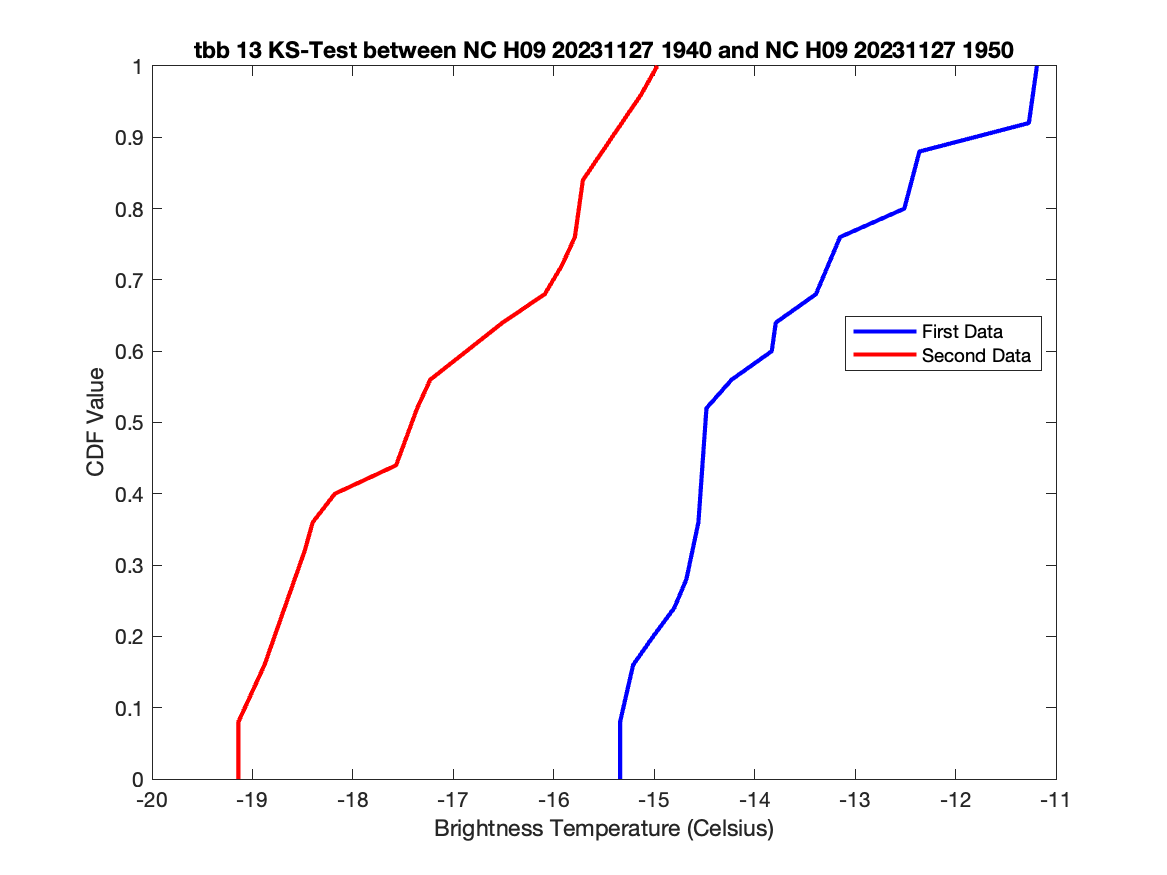 tbb 13 KS-Test between NC H09 20231127 1940 and NC H09 20231127 1950
1
0.9
0.8
0.7
0.6
0.5
0.4
0.3
0.2
0.1
0
CDF Value
First Data
Second Data
-20 -19 -18 -17 -16 -15 -14 -13 -12 -11
Brightness Temperature (Celsius)